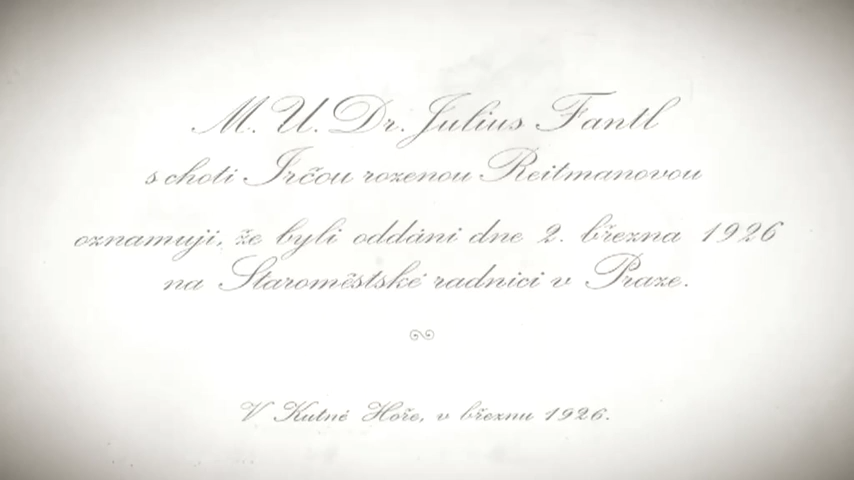 M. U. Dr. Julius Fantl
s chotí Irčou rozenou Reitmanovou
oznamují, že byli oddáni dne 2. března 1926
na Staroměstské radnici v Praze.
V Kutné Hoře, v březnu 1926.